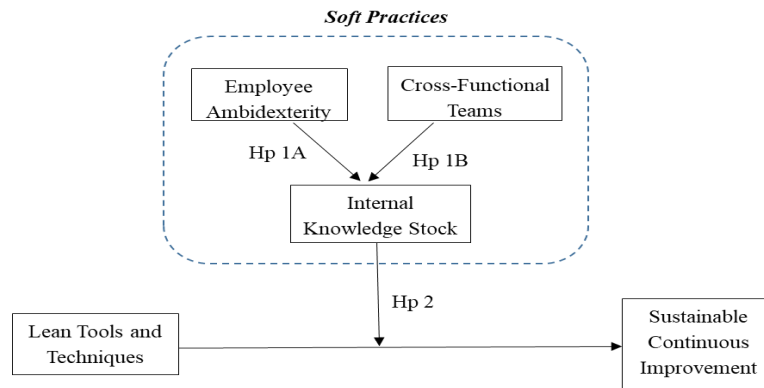 Soft Practices
Employee
Ambidexterity
Cross-Functional
Teams
Hp 1A
Hp 1B
Internal
Knowledge Stock
Hp 2
Lean Tools and
Techniques
Sustainable
Continuous
Improvement